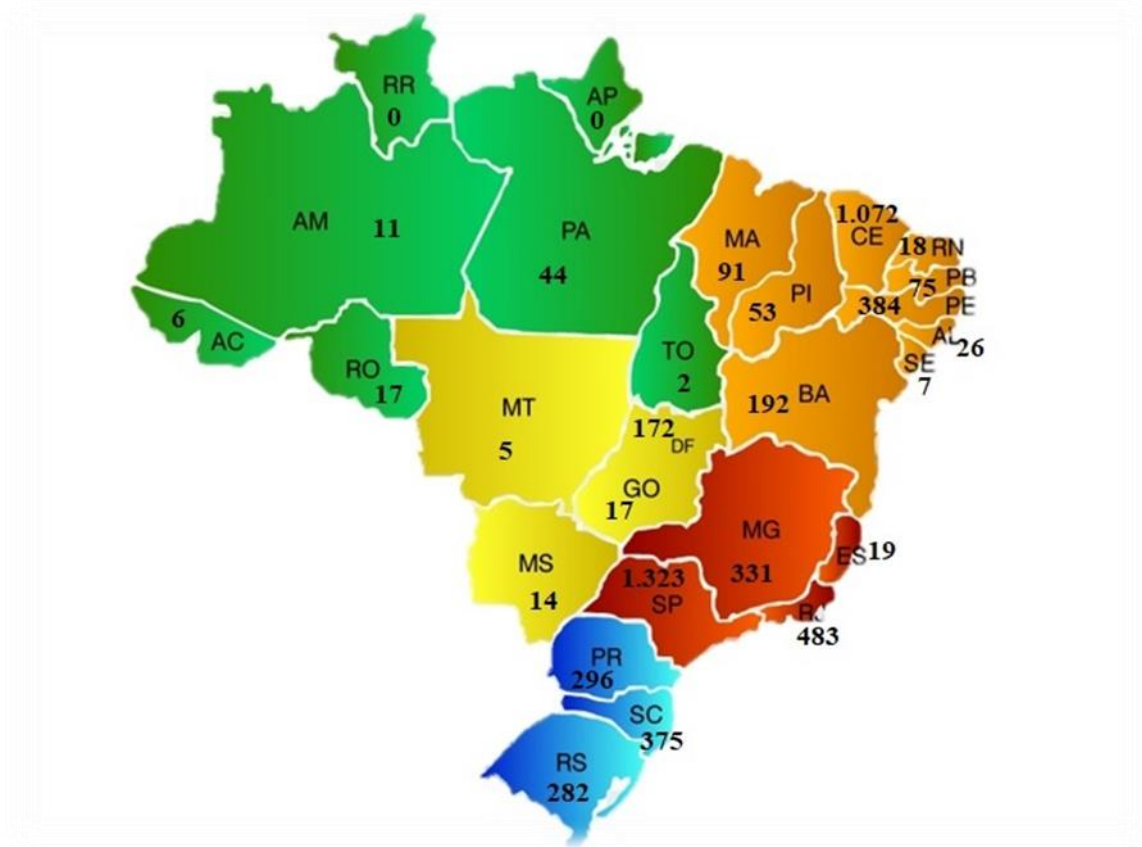 RR
0
AP
0
AM 11
PA
44
MA
91
PI
53
1.072
CE
18 RN
75 PB
384 PE
AL 26
SE
7
6
AC
RO
17
TO
2
MT
5
192 BA
172
DF
GO
17
MG
331
ES 19
MS
14
1.323
SP
RJ
483
PR
296
SC
375
RS
282